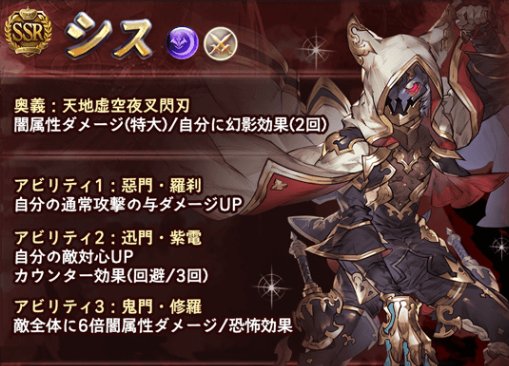 SSR シス
奥義：天地虚空夜叉閃刃
闇属性ダメージ(特大)/自分に幻影効果(2回)
アビリティ1：惡門・羅刹
自分の通常攻撃の与ダメージUP
アビリティ2：迅門・紫電
自分の敵対心UP
カウンター効果(回避/3回)
アビリティ3：鬼門・修羅
敵全体に6倍闇属性ダメージ/恐怖効果